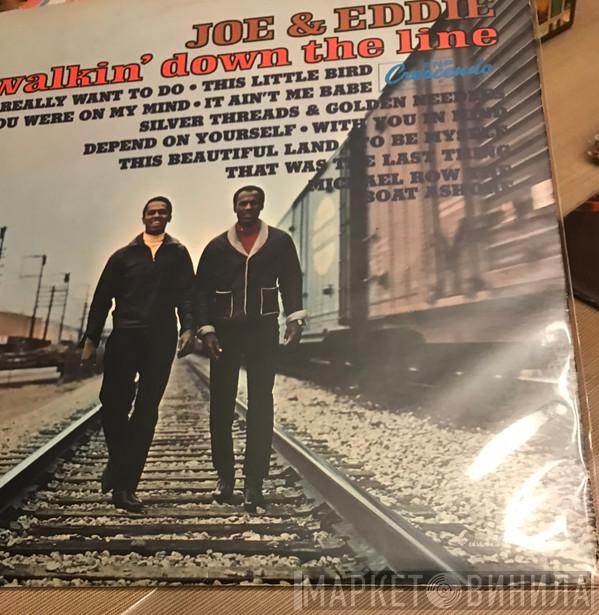 JOE & EDDIE
walkin' down the line
REALLY WANT TO DO • THIS LITTLE BIRD
OU WERE ON MY MIND • IT AIN'T ME BABE
GNP
Crescendo
SILVER THREADS & GOLDEN NEEDLES
DEPEND ON YOURSELF • WITH YOU IN MIND
THIS BEAUTIFUL LAND • TO BE MYSELF
THAT WAS THE LAST THING
MICHAEL ROW THE
BOAT ASHORE
МАРКЕТ ВИНИЛА